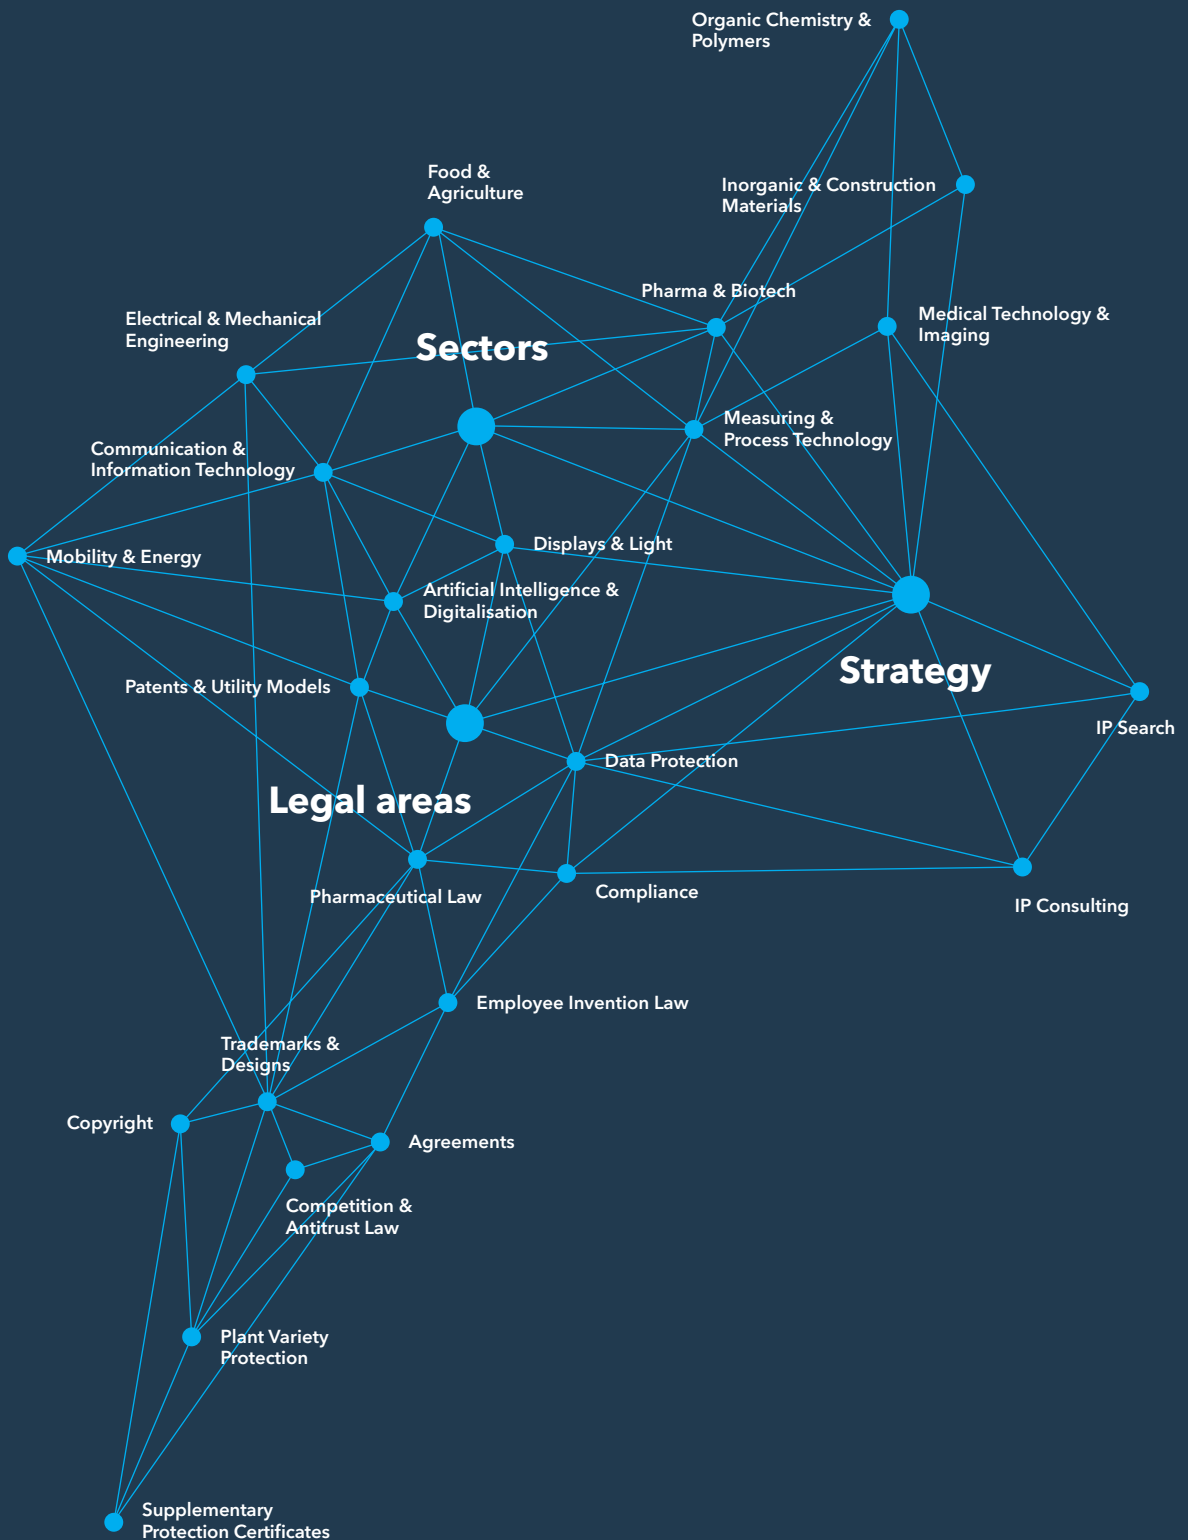 Organic Chemistry &
Polymers
Food &
Agriculture
Inorganic & Construction
Materials
Pharma & Biotech
Electrical & Mechanical
Engineering
Medical Technology &
Imaging
Sectors
Measuring &
Process Technology
Communication &
Information Technology
Displays & Light
Mobility & Energy
Artificial Intelligence &
Digitalisation
Strategy
Patents & Utility Models
IP Search
Data Protection
Legal areas
Compliance
Pharmaceutical Law
IP Consulting
Employee Invention Law
Trademarks &
Designs
Copyright
Agreements
Competition &
Antitrust Law
Plant Variety
Protection
Supplementary
Protection Certificates